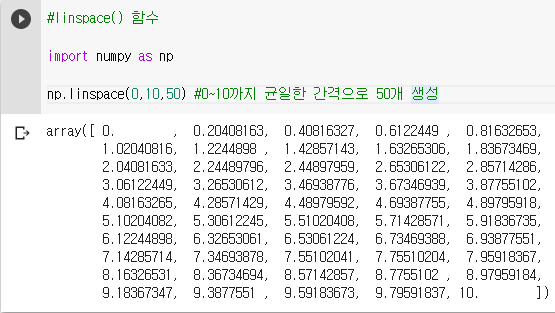 #linspace() 함수
import numpy as np
np.linspace(0,10,50) #0~10까지 균일한 간격으로 50개 생성
array([ 0.        ,  0.20408163,  0.40816327,  0.6122449 ,  0.81632653,
1.02040816,  1.2244898 ,  1.42857143,  1.63265306,  1.83673469,
2.04081633,  2.24489796,  2.44897959,  2.65306122,  2.85714286,
3.06122449,  3.26530612,  3.46938776,  3.67346939,  3.87755102,
4.08163265,  4.28571429,  4.48979592,  4.69387755,  4.89795918,
5.10204082,  5.30612245,  5.51020408,  5.71428571,  5.91836735,
6.12244898,  6.32653061,  6.53061224,  6.73469388,  6.93877551,
7.14285714,  7.34693878,  7.55102041,  7.75510204,  7.95918367,
8.16326531,  8.36734694,  8.57142857,  8.7755102 ,  8.97959184,
9.18367347,  9.3877551 ,  9.59183673,  9.79591837, 10.        ])